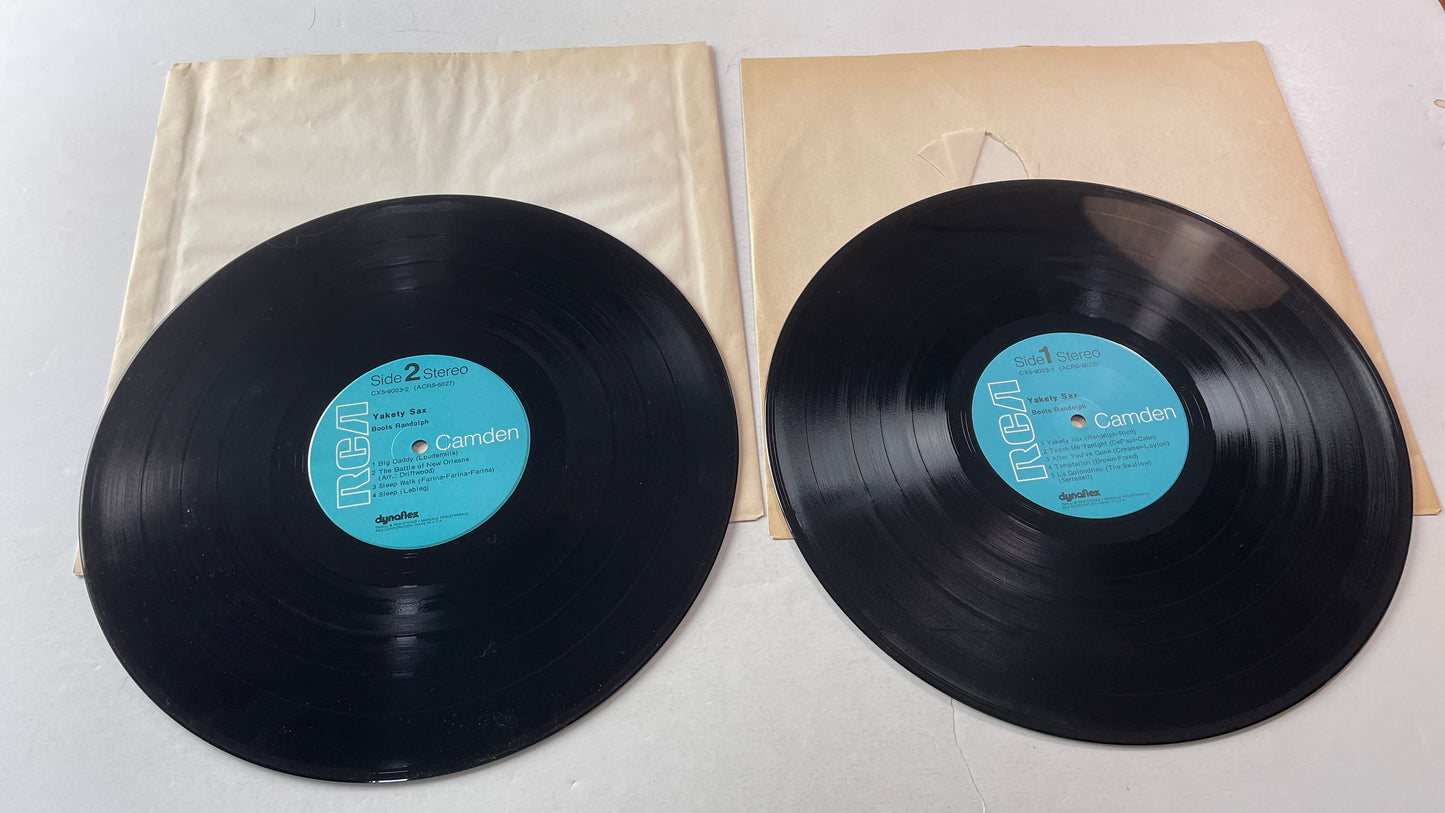 Side 2 Stereo
CXS-9003-2 (ACRS-6027)
Yakety Sax
Boots Randolph
RCA
Camden
1 Big Daddy (Loudemilk)
2 The Battle of New Orleans
(Arr.: Driftwood)
3 Sleep Walk (Farina-Farina-Farina)
4 Sleep (Lebieg)
dynaflex
Side 1 Stereo
CXS-9003-1
Yakety Sax
Boots Randolph
RCA
Camden
1 Yakety Sax (Randolph-Rich)
2 Teach Me Tonight (DePaul-Cahn)
3 After You've Gone (Creamer-Layton)
4 Temptation (Brown-Freed)
5 La Golondrina (The Swallow)
(Serradell)
dynaflex